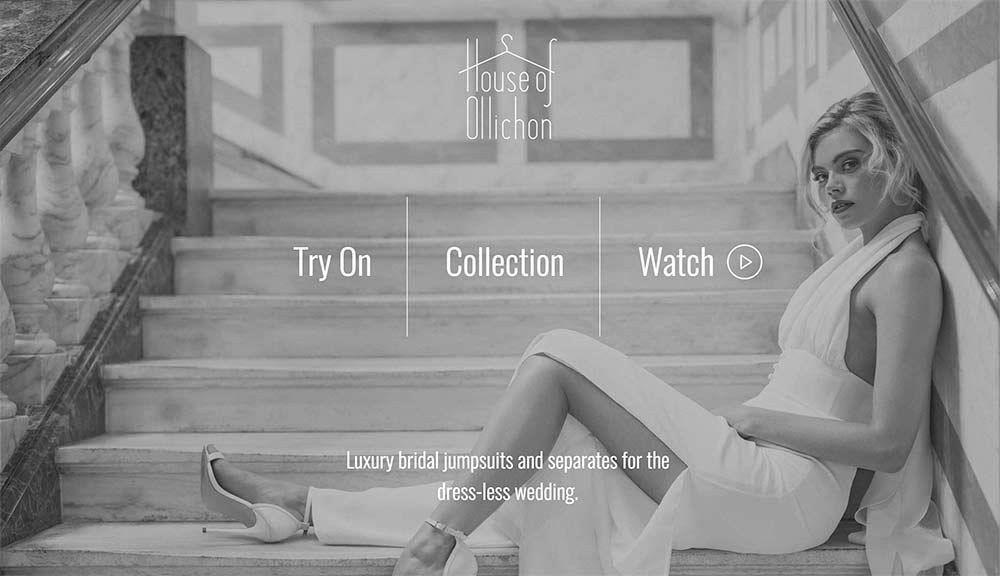 House of
Ollichon
Try On
Collection
Watch
Luxury bridal jumpsuits and separates for the
dress-less wedding.